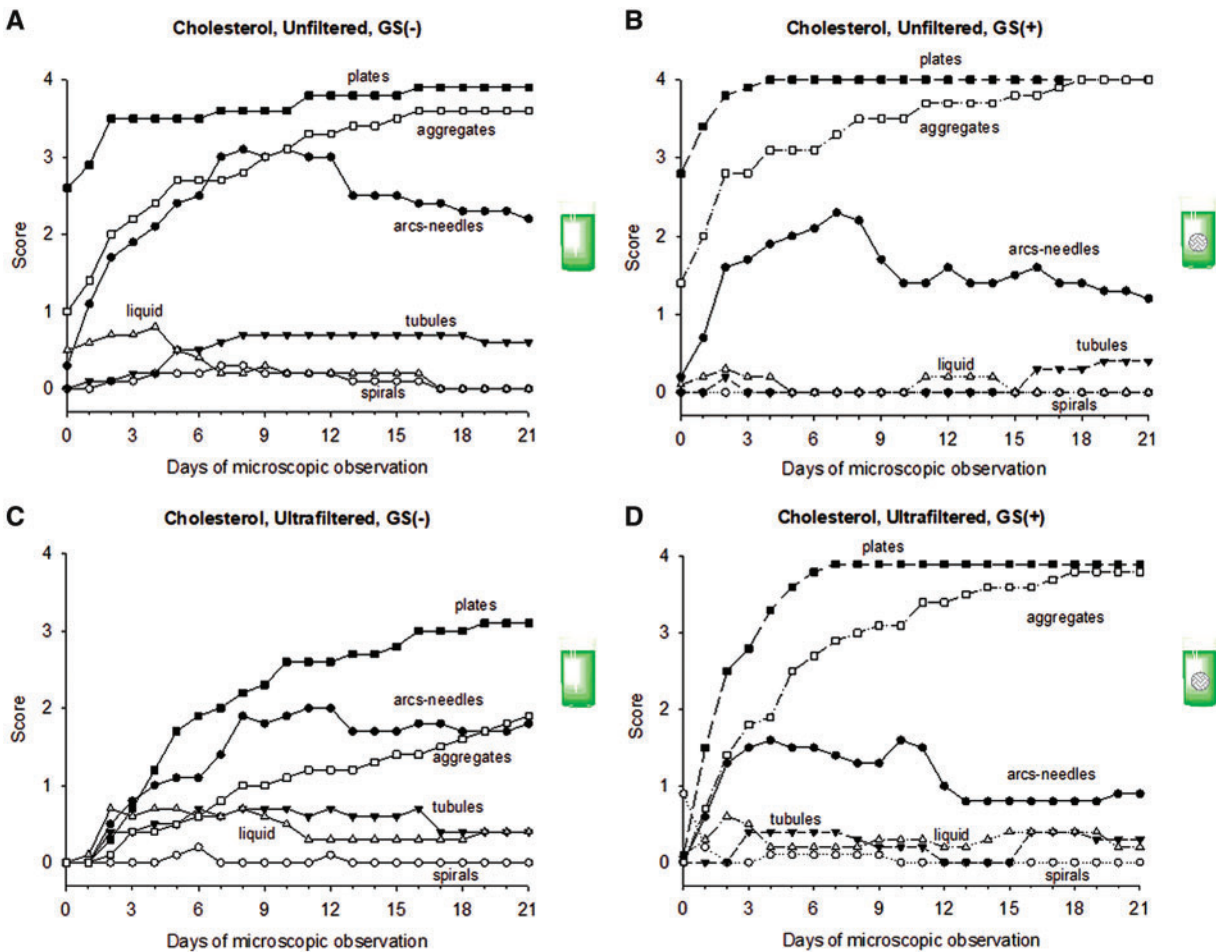 A
Cholesterol, Unfiltered, GS(-)
4
3
2
1
0
Score
plates
aggregates
arcs-needles
liquid
tubules
spirals
0 3 6 9 12 15 18 21
Days of microscopic observation
B
Cholesterol, Unfiltered, GS(+)
4
3
2
1
0
Score
plates
aggregates
arcs-needles
tubules
liquid
spirals
0 3 6 9 12 15 18 21
Days of microscopic observation
C
Cholesterol, Ultrafiltered, GS(-)
4
3
2
1
0
Score
plates
arcs-needles
aggregates
tubules
liquid
spirals
0 3 6 9 12 15 18 21
Days of microscopic observation
D
Cholesterol, Ultrafiltered, GS(+)
4
3
2
1
0
Score
plates
aggregates
arcs-needles
tubules
liquid
spirals
0 3 6 9 12 15 18 21
Days of microscopic observation